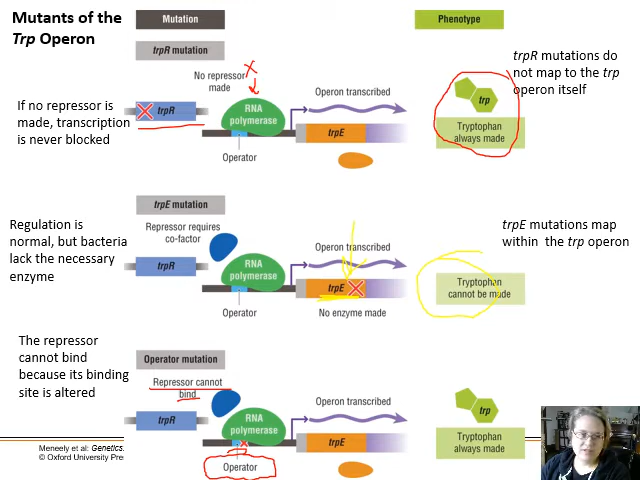 Mutants of the
Trp Operon
Mutation
Phenotype
trpR mutation
No repressor
made
Operon transcribed
trpR
RNA
polymerase
trpE
Operator
trp
Tryptophan
always made
If no repressor is
made, transcription
is never blocked
trpR mutations do
not map to the trp
operon itself
trpE mutation
Repressor requires
co-factor
Operon transcribed
trpR
RNA
polymerase
trpE
Operator
No enzyme made
Tryptophan
cannot be made
Regulation is
normal, but bacteria
lack the necessary
enzyme
trpE mutations map
within the trp operon
The repressor
cannot bind
because its binding
site is altered
Operator mutation
Repressor cannot
bind
Operon transcribed
trpR
RNA
polymerase
trpE
Operator
trp
Tryptophan
always made
Meneely et al: Genetics.
© Oxford University Pre